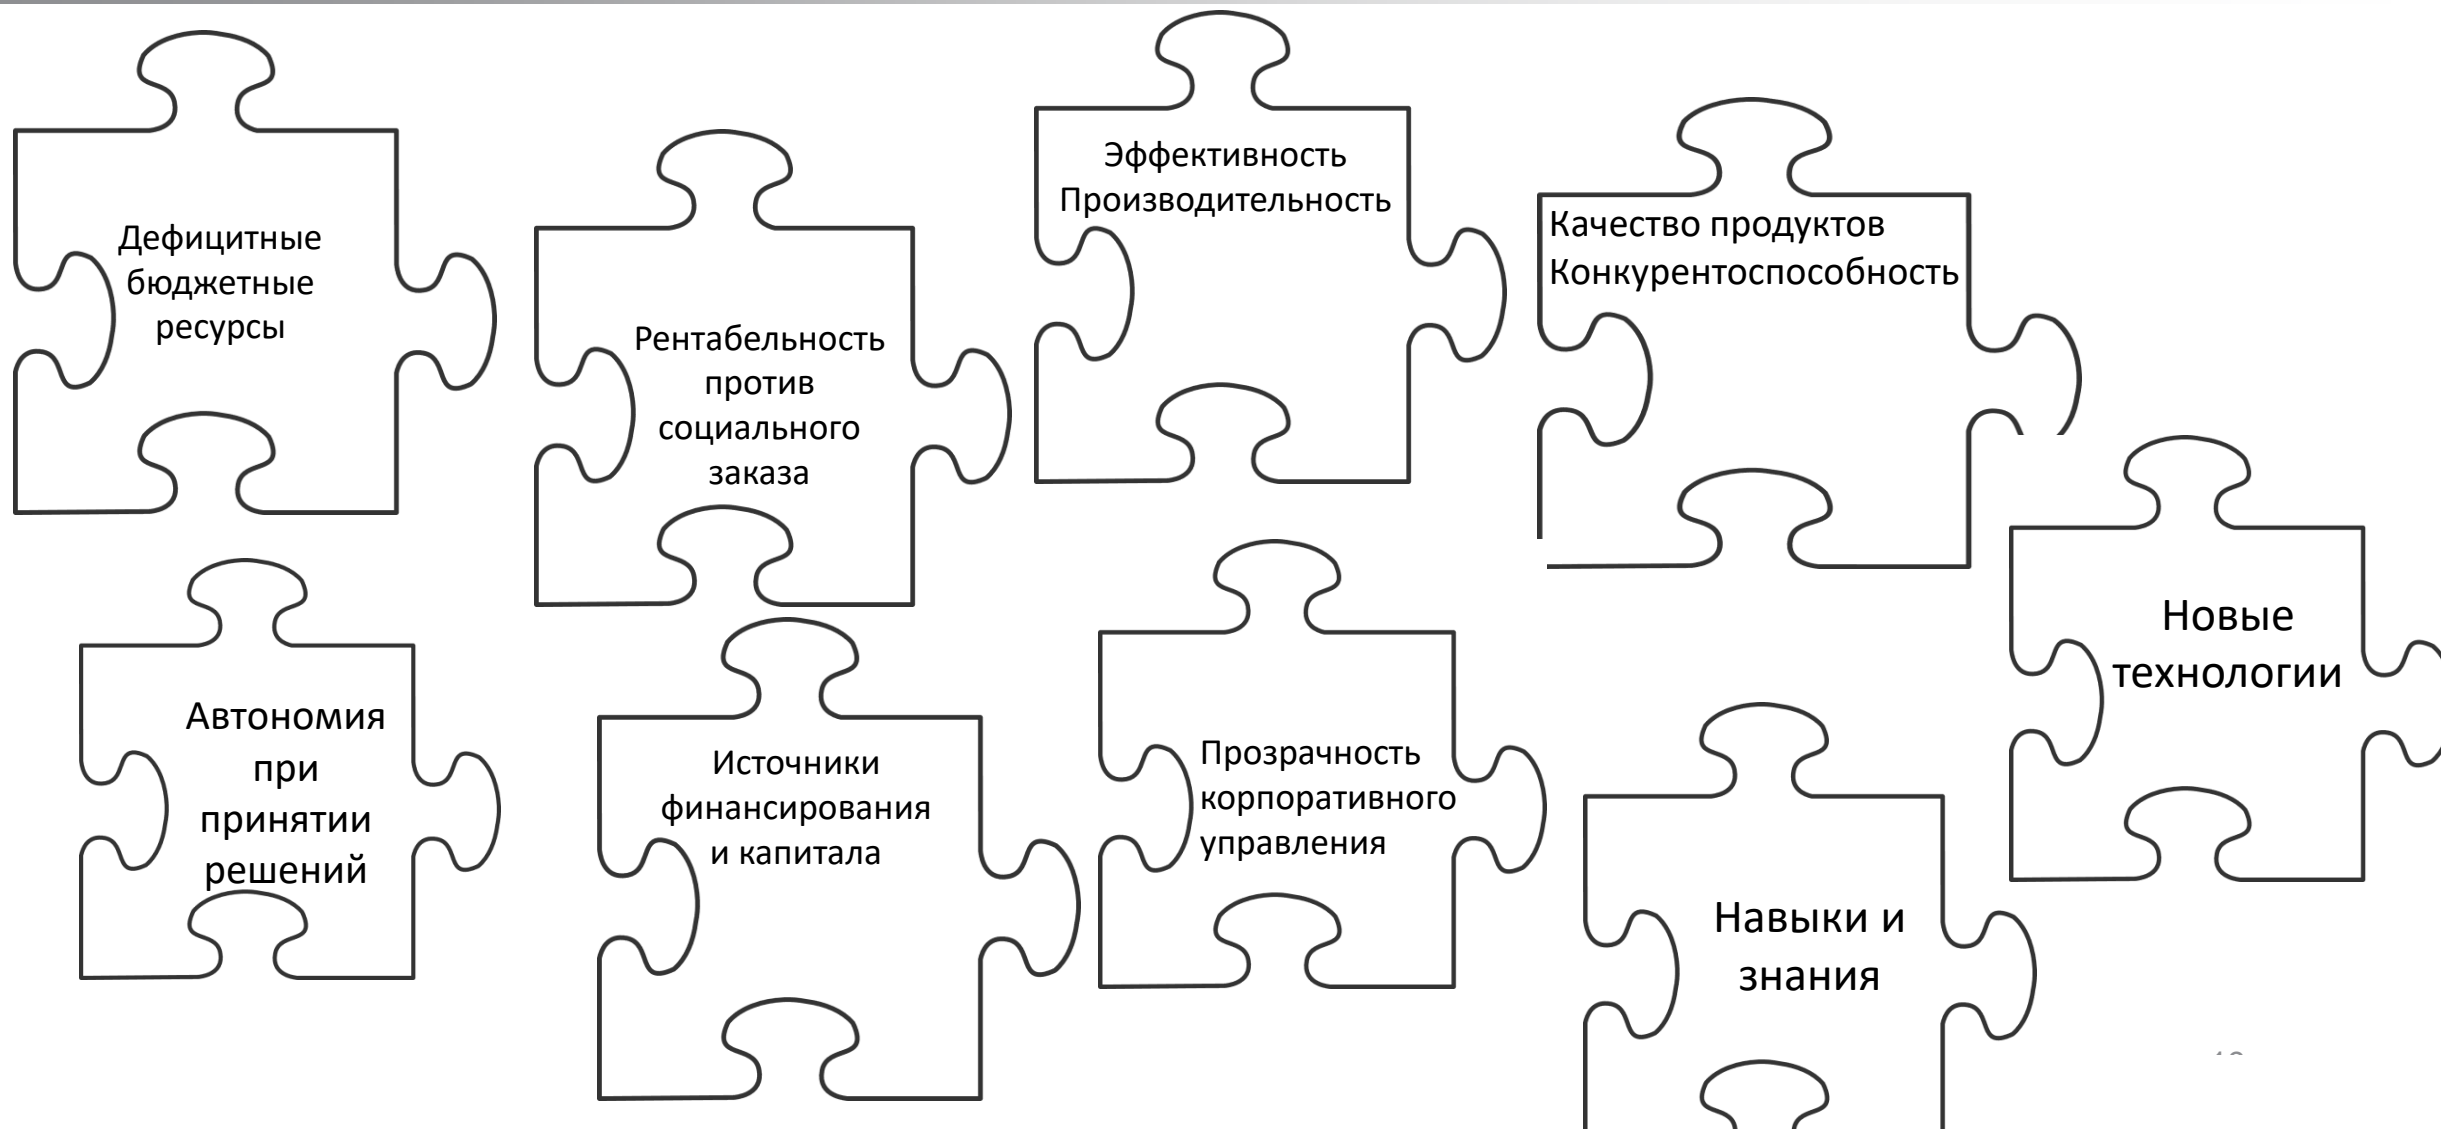 Дефицитные
бюджетные
ресурсы
Рентабельность
против
социального
заказа
Эффективность
Производительность
Качество продуктов
Конкурентоспособность
Автономия
при
принятии
решений
Источники
финансирования
и капитала
Прозрачность
корпоративного
управления
Навыки и
знания
Новые
технологии